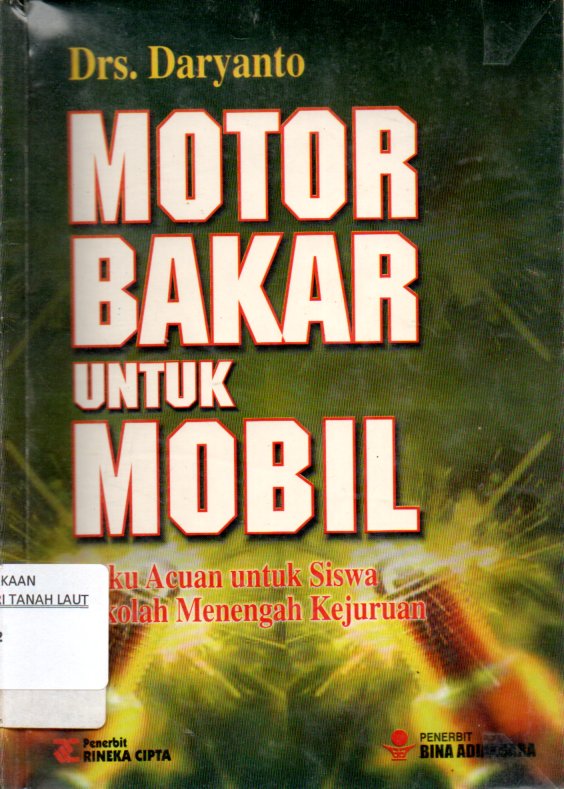 Drs. Daryanto
MOTOR
BAKAR
UNTUK
MOBIL
ku Acuan untuk Siswa
kolah Menengah Kejuruan
KAAN
RI TANAH LAUT
2
Penerbit
RINEKA CIPTA
PENERBIT
BINA